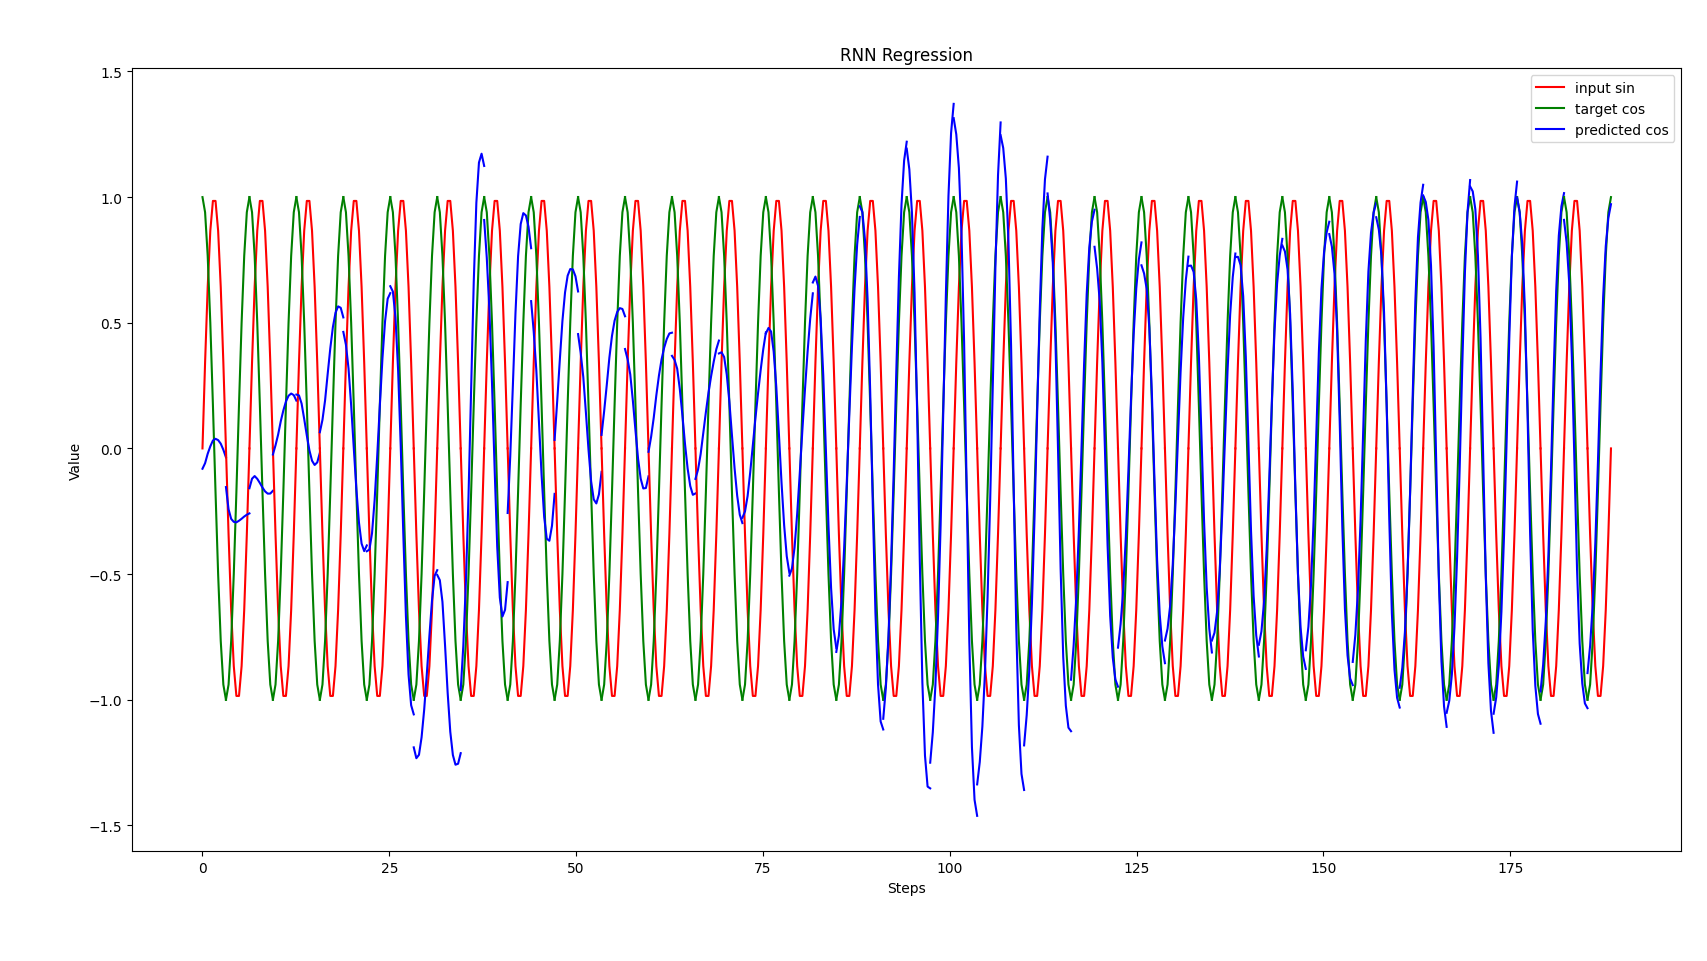 RNN Regression
input sin
target cos
predicted cos
1.5
1.0
0.5
0.0
−0.5
−1.0
−1.5
Value
0 25 50 75 100 125 150 175
Steps